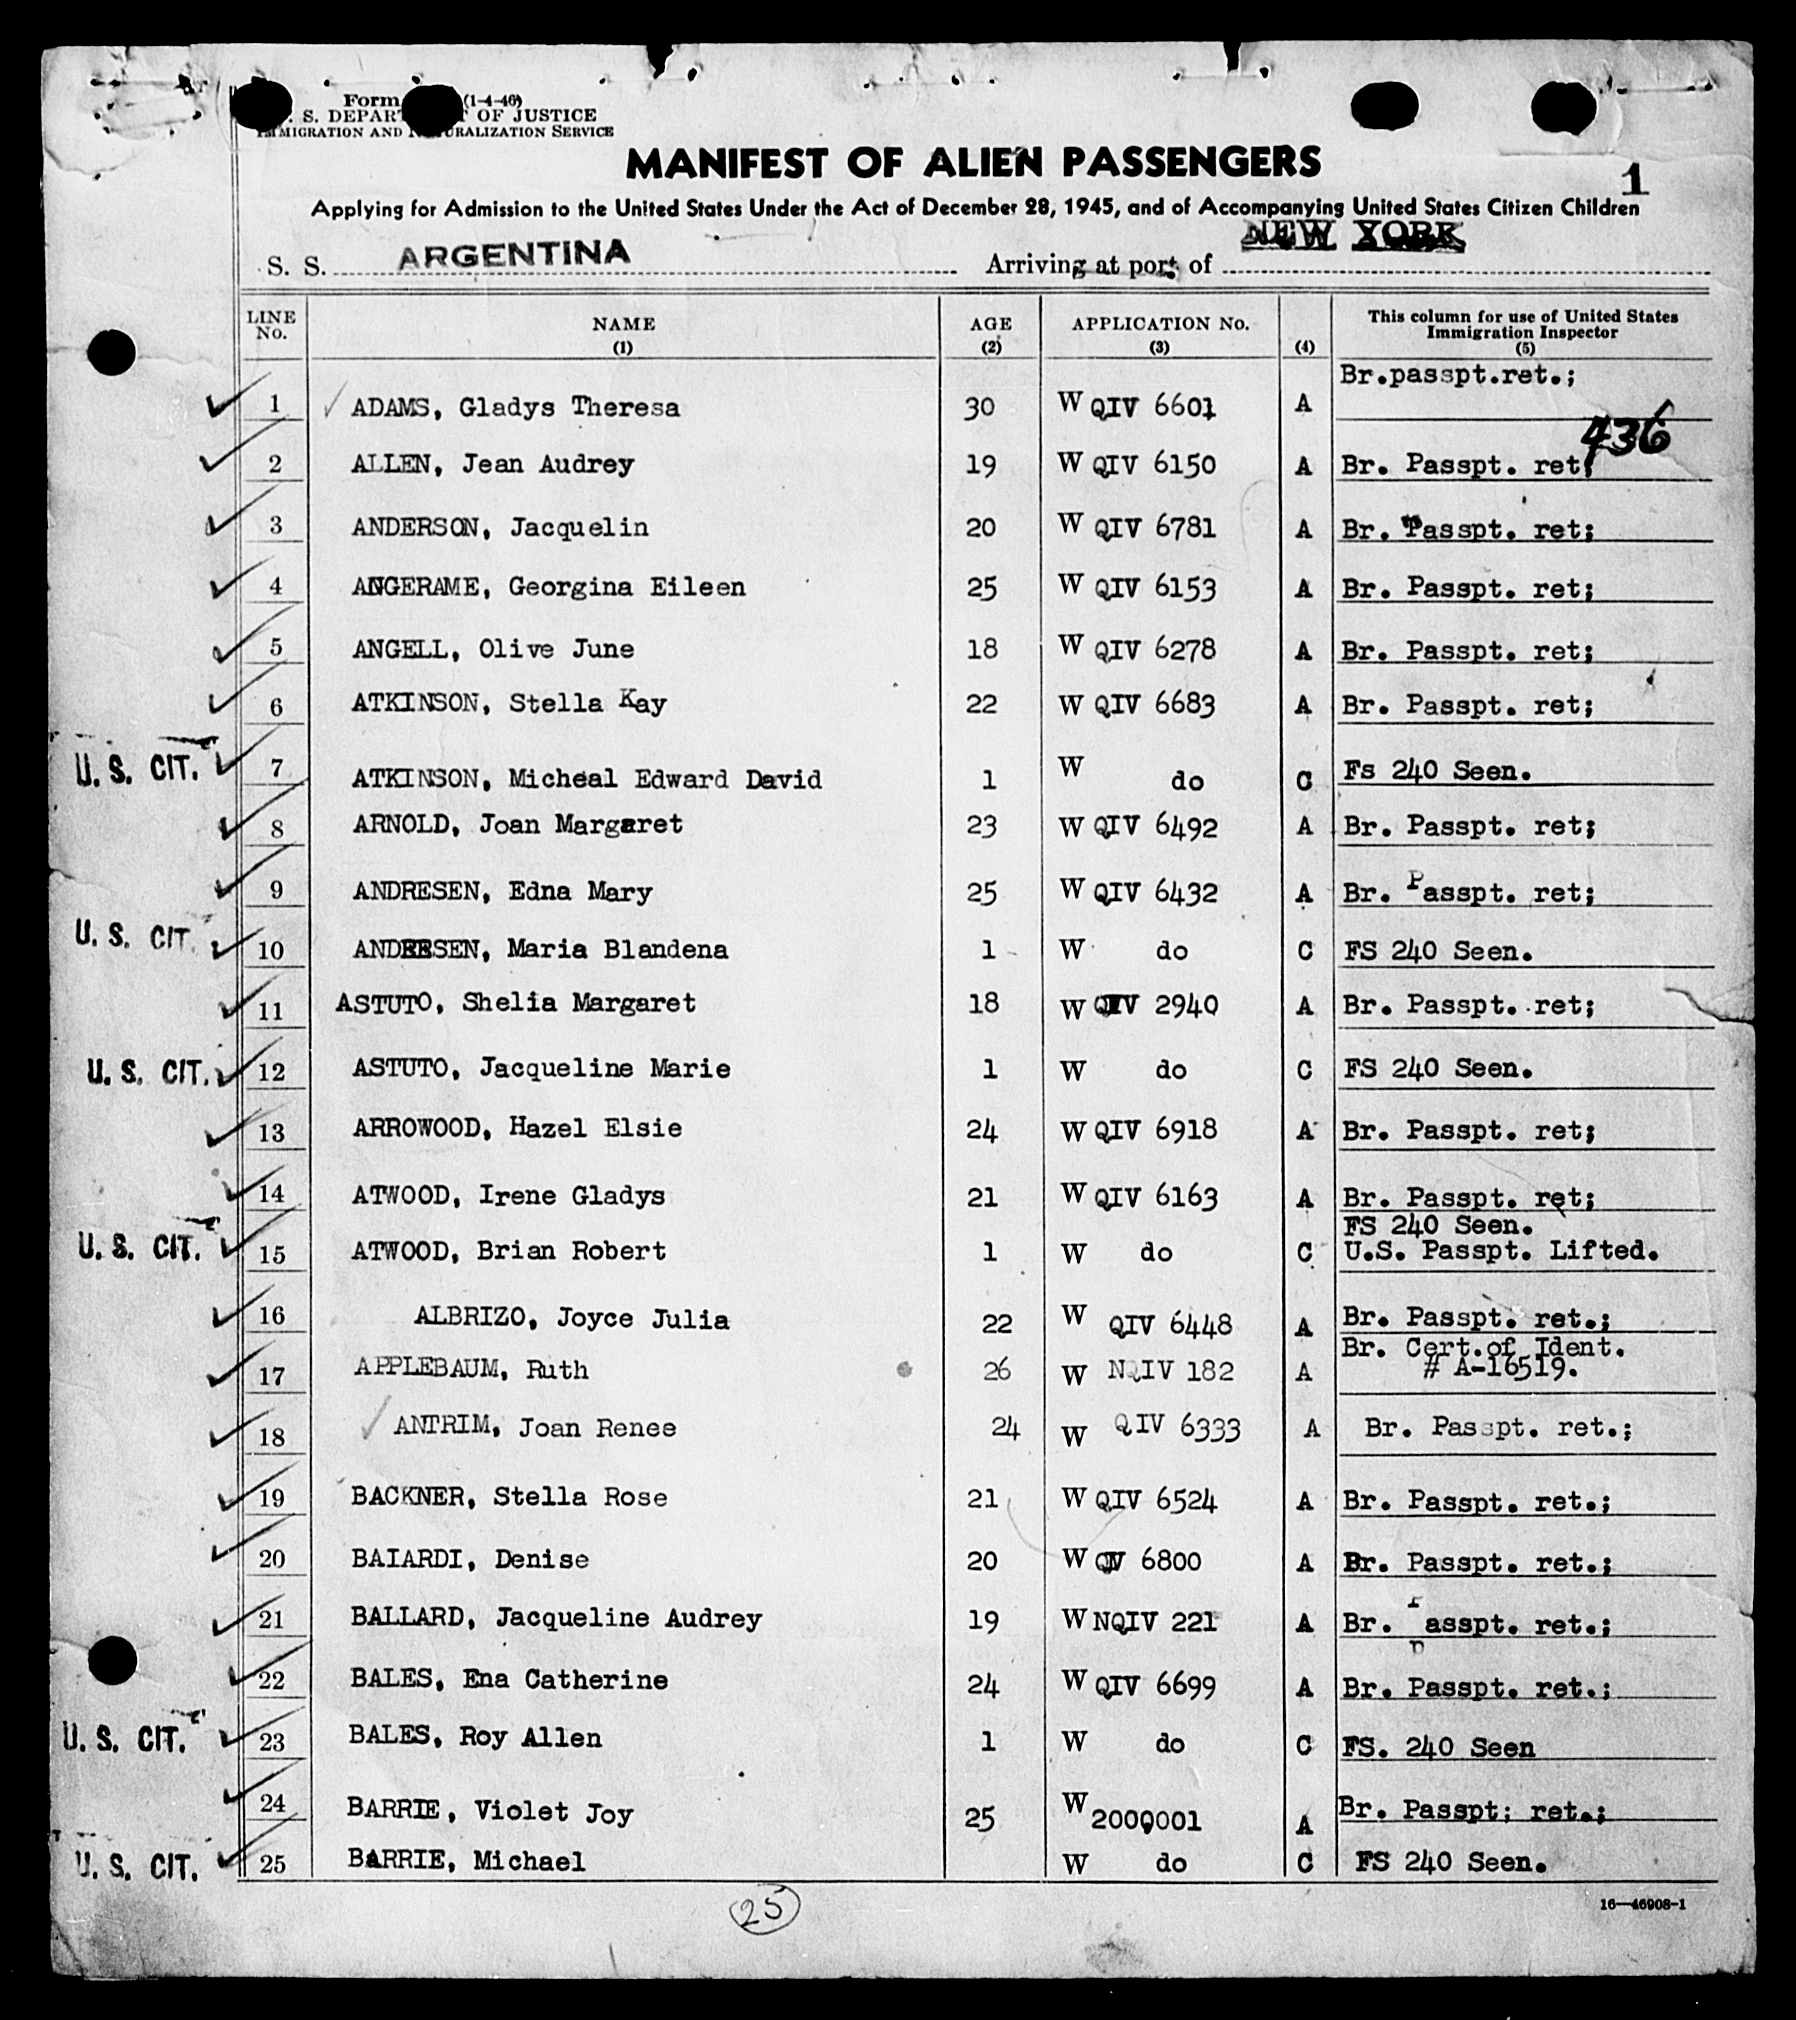 Form (1-4-46)
S. DEPART OF JUSTICE
IMMIGRATION AND NATURALIZATION SERVICE
MANIFEST OF ALIEN PASSENGERS
1
Applying for Admission to the United States Under the Act of December 28, 1945, and of Accompanying United States Citizen Children
S. S. ARGENTINA Arriving at port of NEW YORK
LINE No. NAME (1) AGE (2) APPLICATION No. (3) (4) This column for use of United States Immigration Inspector (5)
1 ADAMS, Gladys Theresa 30 W QIV 6601 A Br.passpt.ret.;
436
2 ALLEN, Jean Audrey 19 W QIV 6150 A Br. Passpt. ret;
3 ANDERSON, Jacquelin 20 W QIV 6781 A Br. Passpt. ret;
4 ANGERAME, Georgina Eileen 25 W QIV 6153 A Br. Passpt. ret;
5 ANGELL, Olive June 18 W QIV 6278 A Br. Passpt. ret;
6 ATKINSON, Stella Kay 22 W QIV 6683 A Br. Passpt. ret;
U. S. CIT. 7 ATKINSON, Micheal Edward David 1 W do C Fs 240 Seen.
8 ARNOLD, Joan Margaret 23 W QIV 6492 A Br. Passpt. ret;
9 ANDRESEN, Edna Mary 25 W QIV 6432 A Br. Passpt. ret;
U. S. CIT. 10 ANDRESEN, Maria Blandena 1 W do C FS 240 Seen.
11 ASTUTO, Shelia Margaret 18 W QIV 2940 A Br. Passpt. ret;
U. S. CIT. 12 ASTUTO, Jacqueline Marie 1 W do C FS 240 Seen.
13 ARROWOOD, Hazel Elsie 24 W QIV 6918 A Br. Passpt. ret;
14 ATWOOD, Irene Gladys 21 W QIV 6163 A Br. Passpt. ret;
FS 240 Seen.
U. S. CIT. 15 ATWOOD, Brian Robert 1 W do C U.S. Passpt. Lifted.
16 ALBRIZO, Joyce Julia 22 W QIV 6448 A Br. Passpt. ret.;
Br. Cert.of Ident.
17 APPLEBAUM, Ruth 26 W NQIV 182 A # A-16519.
18 ANTRIM, Joan Renee 24 W QIV 6333 A Br. Passpt. ret.;
19 BACKNER, Stella Rose 21 W QIV 6524 A Br. Passpt. ret.;
20 BAIARDI, Denise 20 W QIV 6800 A Br. Passpt. ret.;
21 BALLARD, Jacqueline Audrey 19 W NQIV 221 A Br. Passpt. ret.;
22 BALES, Ena Catherine 24 W QIV 6699 A Br. Passpt. ret.;
U. S. CIT. 23 BALES, Roy Allen 1 W do C FS. 240 Seen
24 BARRIE, Violet Joy 25 W 2000001 A Br. Passpt; ret.;
U. S. CIT. 25 BARRIE, Michael W do C FS 240 Seen.
25
16—46908-1